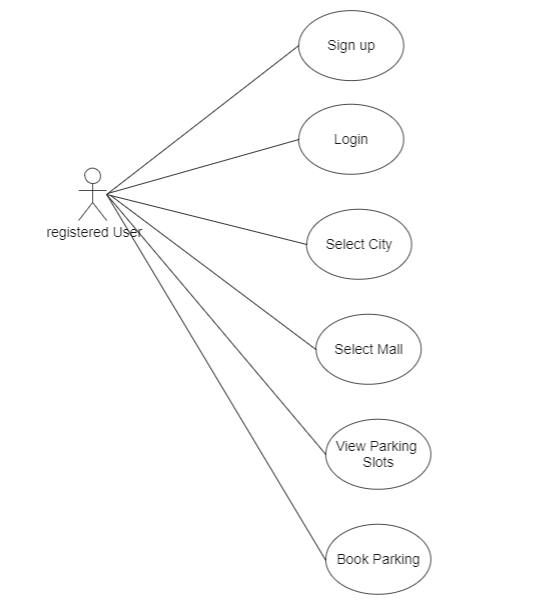 Sign up
Login
registered User
Select City
Select Mall
View Parking
Slots
Book Parking